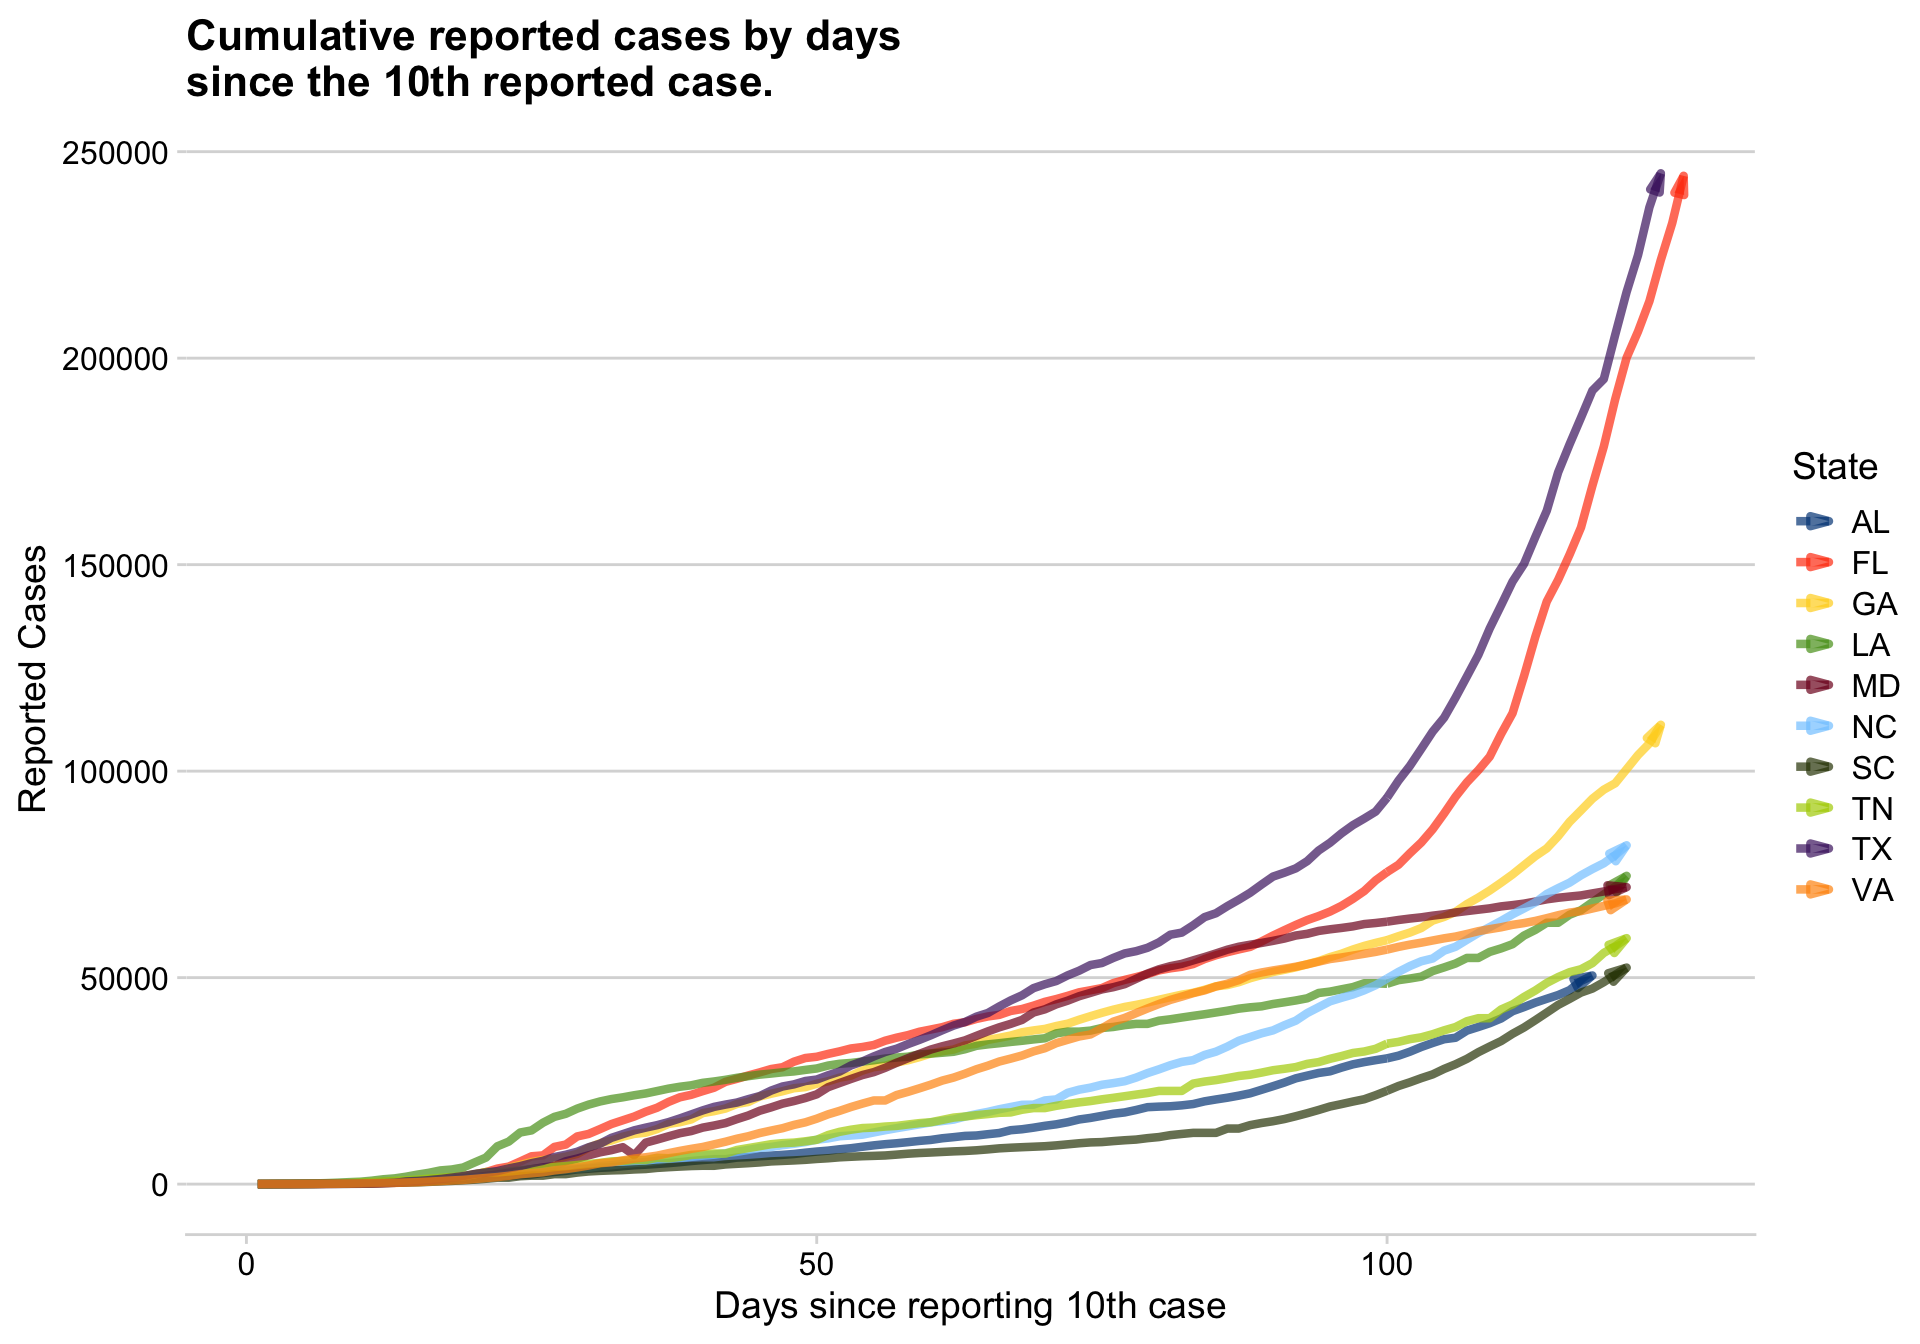 Cumulative reported cases by days
since the 10th reported case.
250000
200000
150000
100000
50000
0
Reported Cases
0 50 100
Days since reporting 10th case
State
AL
FL
GA
LA
MD
NC
SC
TN
TX
VA